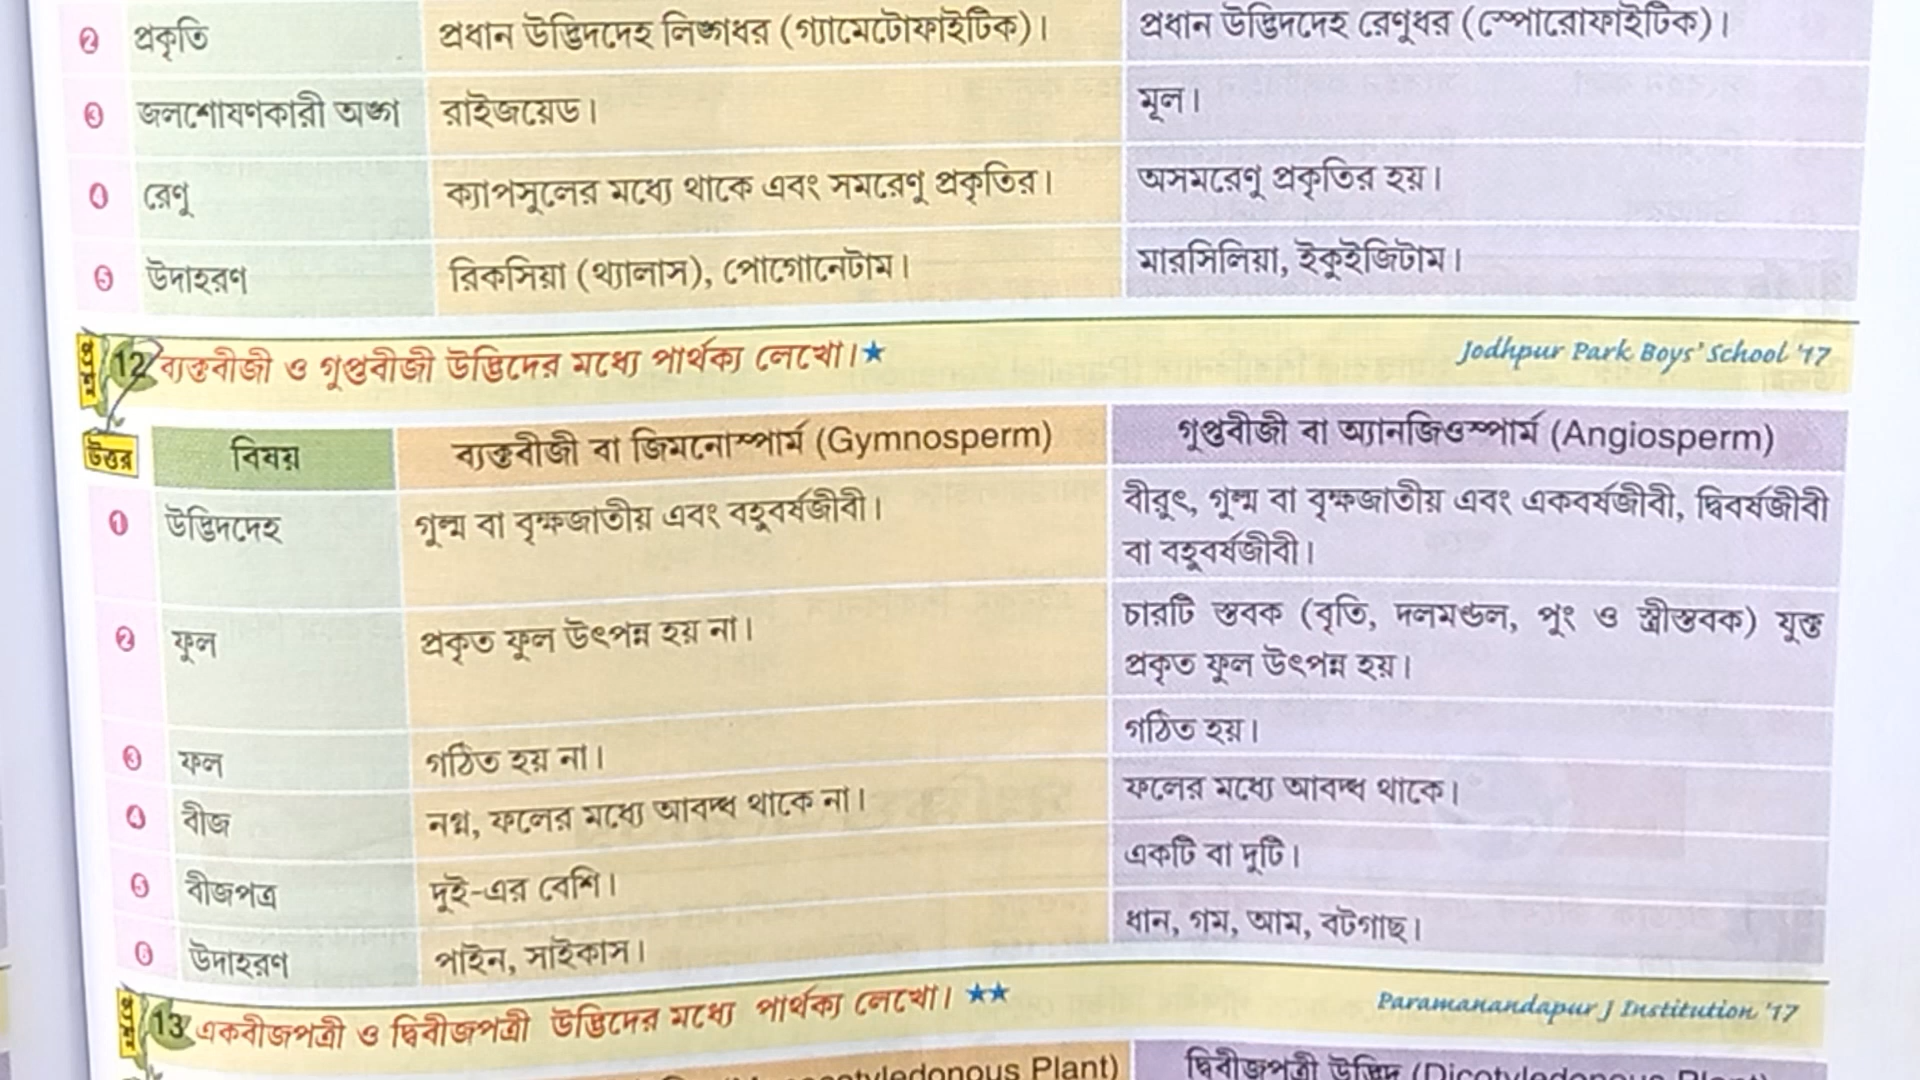 2 প্রকৃতি প্রধান উদ্ভিদদেহ লিঙ্গধর (গ্যামেটোফাইটিক)। প্রধান উদ্ভিদদেহ রেণুধর (স্পোরোফাইটিক)।
3 জলশোষণকারী অঙ্গ রাইজয়েড। মূল।
4 রেণু ক্যাপসুলের মধ্যে থাকে এবং সমরেণু প্রকৃতির। অসমরেণু প্রকৃতির হয়।
5 উদাহরণ রিকসিয়া (থ্যালাস), পোগোনেটাম। মারসিলিয়া, ইকুইজিটাম।
প্রশ্ন 12 ব্যক্তবীজী ও গুপ্তবীজী উদ্ভিদের মধ্যে পার্থক্য লেখো।★ Jodhpur Park Boys' School '17
উত্তর বিষয় ব্যক্তবীজী বা জিমনোস্পার্ম (Gymnosperm) গুপ্তবীজী বা অ্যানজিওস্পার্ম (Angiosperm)
1 উদ্ভিদদেহ গুল্ম বা বৃক্ষজাতীয় এবং বহুবর্ষজীবী। বীরুৎ, গুল্ম বা বৃক্ষজাতীয় এবং একবর্ষজীবী, দ্বিবর্ষজীবী
বা বহুবর্ষজীবী।
2 ফুল প্রকৃত ফুল উৎপন্ন হয় না। চারটি স্তবক (বৃতি, দলমণ্ডল, পুং ও স্ত্রীস্তবক) যুক্ত
প্রকৃত ফুল উৎপন্ন হয়।
3 ফল গঠিত হয় না। গঠিত হয়।
4 বীজ নগ্ন, ফলের মধ্যে আবদ্ধ থাকে না। ফলের মধ্যে আবদ্ধ থাকে।
5 বীজপত্র দুই-এর বেশি। একটি বা দুটি।
6 উদাহরণ পাইন, সাইকাস। ধান, গম, আম, বটগাছ।
প্রশ্ন 13 একবীজপত্রী ও দ্বিবীজপত্রী উদ্ভিদের মধ্যে পার্থক্য লেখো। ★★ Paramanandapur J Institution '17
Plant) দ্বিবীজপত্রী উদ্ভিদ